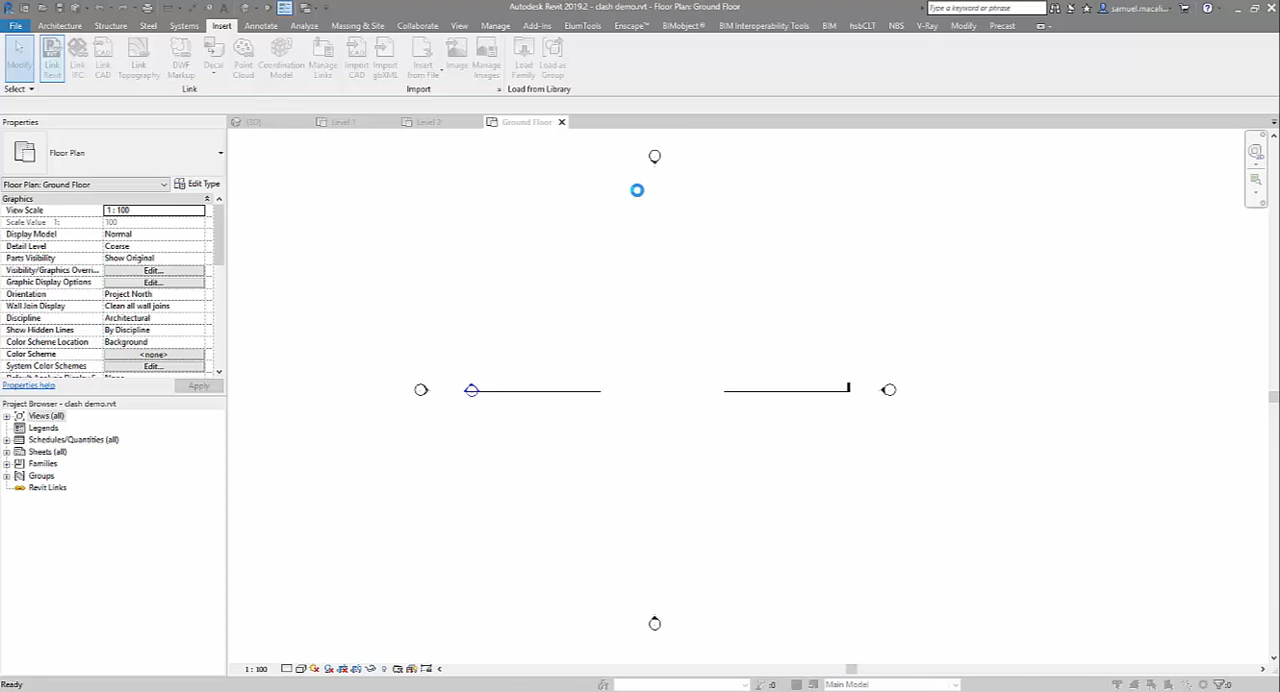 Autodesk Revit 2019.2 - clash demo.rvt - Floor Plan: Ground Floor
Type a keyword or phrase
samuel.macali...
File Architecture Structure Steel Systems Insert Annotate Analyze Massing & Site Collaborate View Manage Add-Ins ElumTools Enscape™ BIMobject® BIM Interoperability Tools BIM hsbCLT NBS V-Ray Modify Precast
Modify
Link Revit
Link IFC
Link CAD
Link Topography
DWF Markup
Decal
Point Cloud
Coordination Model
Manage Links
Import CAD
Import gbXML
Insert from File
Image
Manage Images
Load Family
Load as Group
Select
Link
Import
Load from Library
Properties
{3D}
Level 1
Level 2
Ground Floor
Floor Plan
Floor Plan: Ground Floor
Edit Type
Graphics
View Scale 1 : 100
Scale Value 1: 100
Display Model Normal
Detail Level Coarse
Parts Visibility Show Original
Visibility/Graphics Overri... Edit...
Graphic Display Options Edit...
Orientation Project North
Wall Join Display Clean all wall joins
Discipline Architectural
Show Hidden Lines By Discipline
Color Scheme Location Background
Color Scheme <none>
System Color Schemes Edit...
Properties help
Apply
Project Browser - clash demo.rvt
Views (all)
Legends
Schedules/Quantities (all)
Sheets (all)
Families
Groups
Revit Links
1 : 100
Ready
:0
Main Model
:0